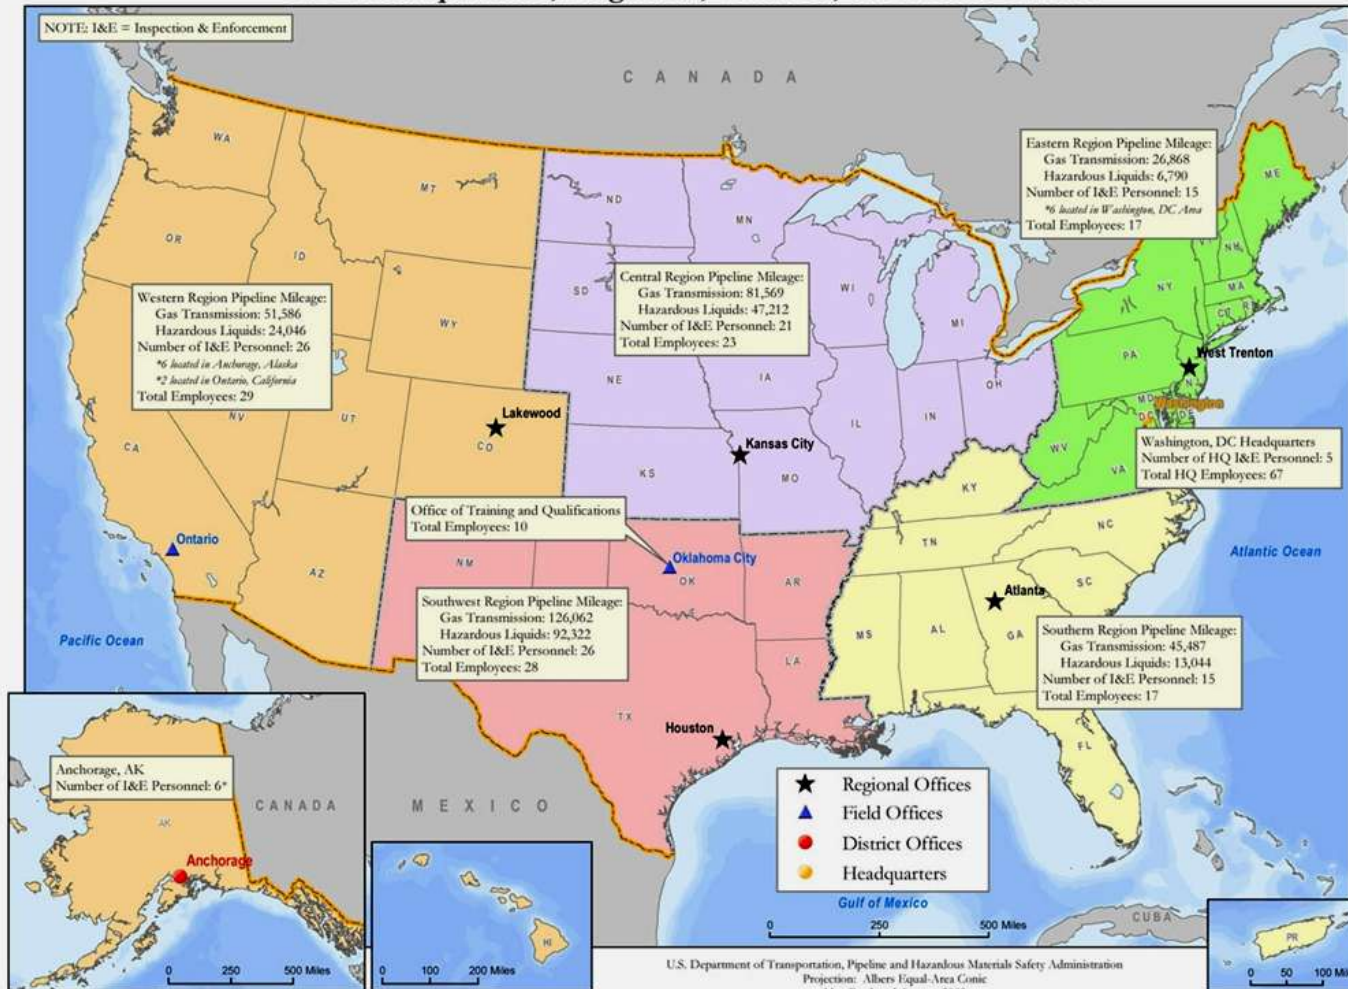 NOTE: I&E = Inspection & Enforcement
CANADA
Eastern Region Pipeline Mileage:
Gas Transmission: 26,868
Hazardous Liquids: 6,790
Number of I&E Personnel: 15
*6 located in Washington, DC Area
Total Employees: 17
WA
MT
ND
MN
ME
OR
ID
SD
WI
MI
NY
NH
MA
Western Region Pipeline Mileage:
Gas Transmission: 51,586
Hazardous Liquids: 24,046
Number of I&E Personnel: 26
*6 located in Anchorage, Alaska
*2 located in Ontario, California
Total Employees: 29
Central Region Pipeline Mileage:
Gas Transmission: 81,569
Hazardous Liquids: 47,212
Number of I&E Personnel: 21
Total Employees: 23
WY
NE
IA
PA
West Trenton
OH
IL
IN
NV
UT
CA
CO
Lakewood
Kansas City
KS
MO
MD
DE
DC
Washington
WV
VA
Washington, DC Headquarters
Number of HQ I&E Personnel: 5
Total HQ Employees: 67
KY
Office of Training and Qualifications
Total Employees: 10
NC
TN
Ontario
AZ
NM
Oklahoma City
OK
AR
SC
Atlanta
Atlantic Ocean
Southwest Region Pipeline Mileage:
Gas Transmission: 126,062
Hazardous Liquids: 92,322
Number of I&E Personnel: 26
Total Employees: 28
MS
AL
GA
Southern Region Pipeline Mileage:
Gas Transmission: 45,487
Hazardous Liquids: 13,044
Number of I&E Personnel: 15
Total Employees: 17
Pacific Ocean
LA
TX
Houston
FL
Anchorage, AK
Number of I&E Personnel: 6*
CANADA
MEXICO
AK
Anchorage
Regional Offices
Field Offices
District Offices
Headquarters
Gulf of Mexico
CUBA
0 250 500 Miles
HI
PR
0 250 500 Miles
0 100 200 Miles
0 50 100
U.S. Department of Transportation, Pipeline and Hazardous Materials Safety Administration
Projection: Albers Equal-Area Conic